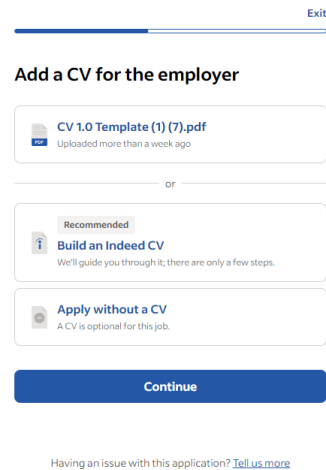 Exit
Add a CV for the employer
PDF
CV 1.0 Template (1) (7).pdf
Uploaded more than a week ago
or
Recommended
Build an Indeed CV
We'll guide you through it; there are only a few steps.
Apply without a CV
A CV is optional for this job.
Continue
Having an issue with this application? Tell us more